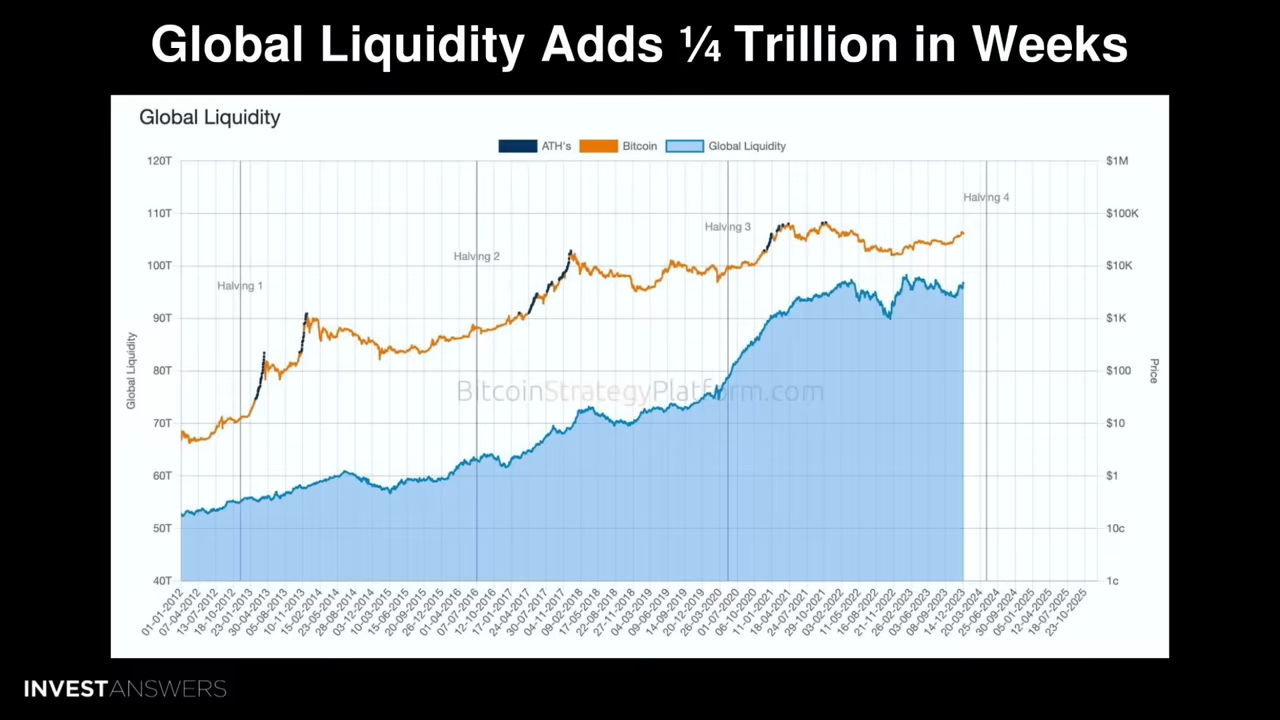 Global Liquidity Adds ¼ Trillion in Weeks
Global Liquidity
ATH's Bitcoin Global Liquidity
120T
110T
100T
90T
80T
70T
60T
50T
40T
Global Liquidity
$1M
$100K
$10K
$1K
$100
$10
$1
10c
1c
Price
Halving 1
Halving 2
Halving 3
Halving 4
BitcoinStrategyPlatform.com
01-01-2012
07-04-2012
13-07-2012
18-10-2012
23-01-2013
30-04-2013
05-08-2013
10-11-2013
15-02-2014
23-05-2014
28-08-2014
03-12-2014
10-03-2015
15-06-2015
20-09-2015
26-12-2015
01-04-2016
07-07-2016
12-10-2016
17-01-2017
24-04-2017
30-07-2017
04-11-2017
09-02-2018
17-05-2018
22-08-2018
27-11-2018
04-03-2019
09-06-2019
14-09-2019
20-12-2019
26-03-2020
01-07-2020
06-10-2020
11-01-2021
18-04-2021
24-07-2021
29-10-2021
03-02-2022
11-05-2022
16-08-2022
21-11-2022
26-02-2023
03-06-2023
08-09-2023
14-12-2023
20-03-2024
25-06-2024
30-09-2024
05-01-2025
12-04-2025
18-07-2025
23-10-2025
INVESTANSWERS